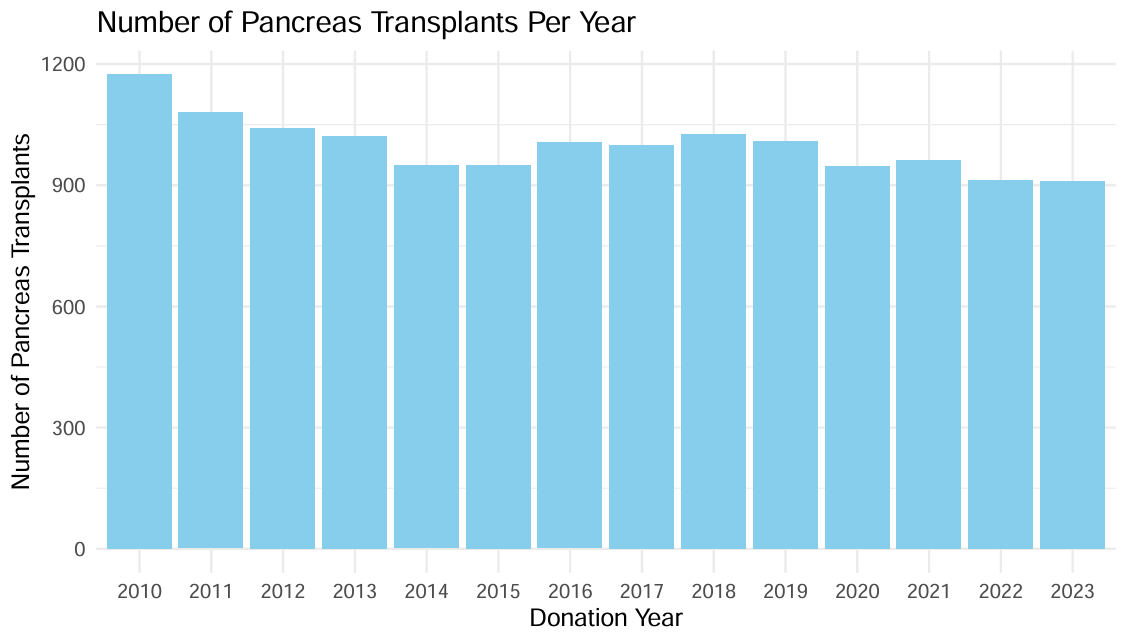 Number of Pancreas Transplants Per Year
Number of Pancreas Transplants
1200
900
600
300
0
2010 2011 2012 2013 2014 2015 2016 2017 2018 2019 2020 2021 2022 2023
Donation Year